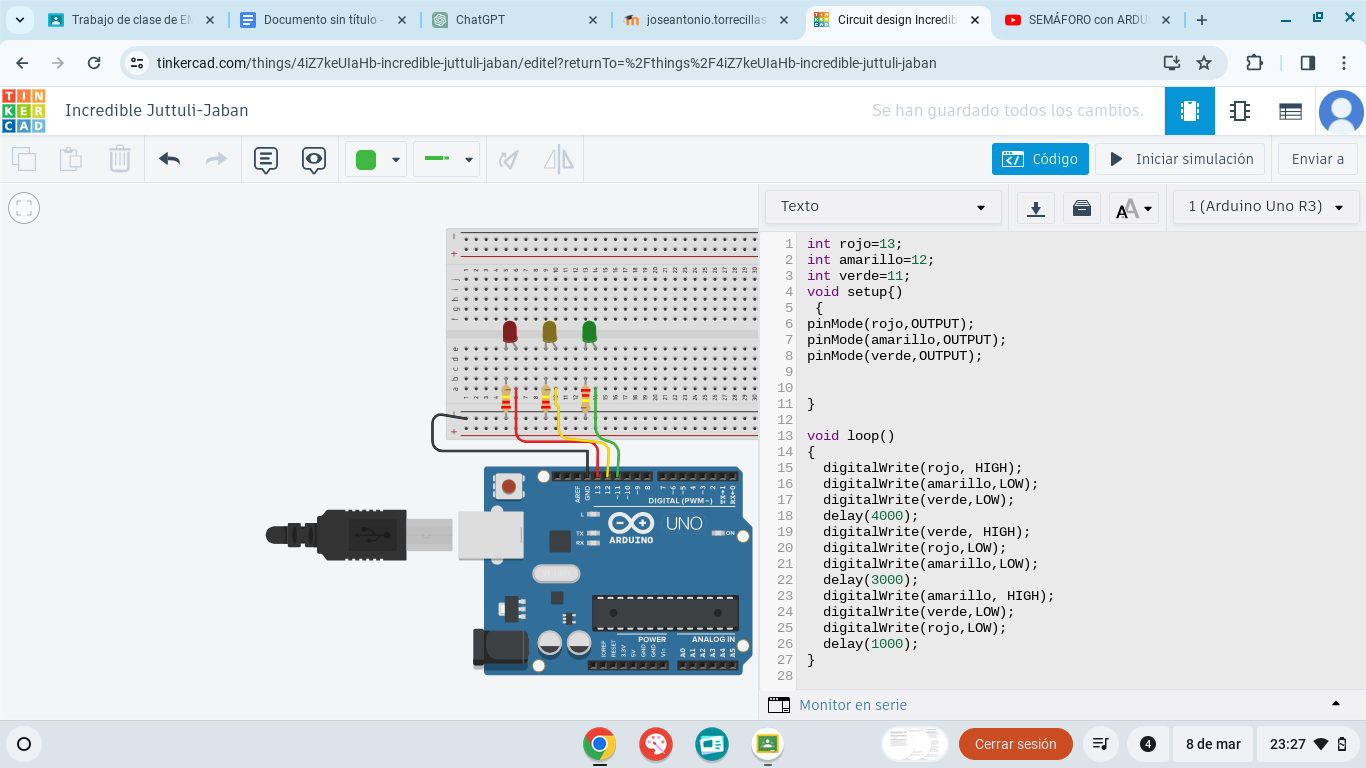 Trabajo de clase de EN
Documento sin título -
ChatGPT
joseantonio.torrecillas
Circuit design Incredib
SEMÁFORO con ARDU
tinkercad.com/things/4iZ7keUIaHb-incredible-juttuli-jaban/editel?returnTo=%2Fthings%2F4iZ7keUIaHb-incredible-juttuli-jaban
TIN
KER
CAD
Incredible Juttuli-Jaban
Se han guardado todos los cambios.
Código
Iniciar simulación
Enviar a
Texto
AA
1 (Arduino Uno R3)
1 int rojo=13;
2 int amarillo=12;
3 int verde=11;
4 void setup{)
5 {
6 pinMode(rojo,OUTPUT);
7 pinMode(amarillo,OUTPUT);
8 pinMode(verde,OUTPUT);
9
10
11 }
12
13 void loop()
14 {
15 digitalWrite(rojo, HIGH);
16 digitalWrite(amarillo,LOW);
17 digitalWrite(verde,LOW);
18 delay(4000);
19 digitalWrite(verde, HIGH);
20 digitalWrite(rojo,LOW);
21 digitalWrite(amarillo,LOW);
22 delay(3000);
23 digitalWrite(amarillo, HIGH);
24 digitalWrite(verde,LOW);
25 digitalWrite(rojo,LOW);
26 delay(1000);
27 }
28
AREF
GND
13
12
~11
~10
~9
8
7
~6
~5
4
~3
2
TX→1
RX←0
DIGITAL (PWM~)
L
TX
RX
ARDUINO
UNO
ON
POWER
ANALOG IN
IOREF
RESET
3.3V
5V
GND
GND
Vin
A0
A1
A2
A3
A4
A5
Monitor en serie
Cerrar sesión
4
8 de mar
23:27